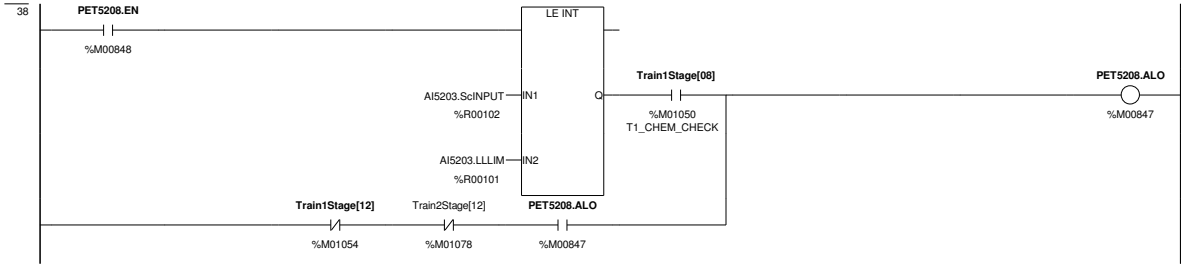 38
PET5208.EN
%M00848
LE INT
AI5203.ScINPUT
IN1
Q
%R00102
Train1Stage[08]
%M01050
T1_CHEM_CHECK
PET5208.ALO
%M00847
AI5203.LLLIM
IN2
%R00101
Train1Stage[12]
Train2Stage[12]
PET5208.ALO
%M01054
%M01078
%M00847